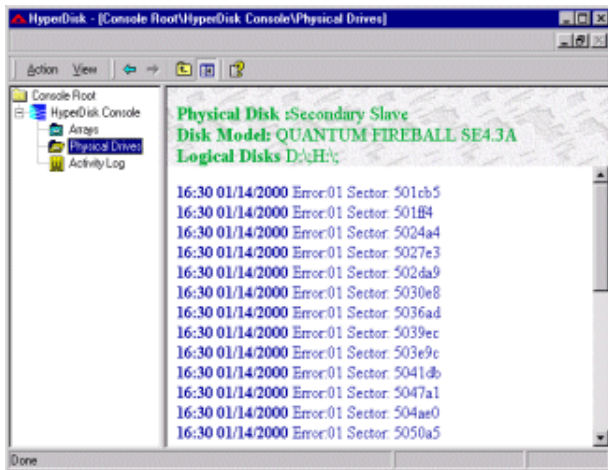 HyperDisk - [Console Root\HyperDisk Console\Physical Drives]
Action View
Console Root
HyperDisk Console
Arrays
Physical Drives
Activity Log
Physical Disk :Secondary Slave
Disk Model: QUANTUM FIREBALL SE4.3A
Logical Disks D:\;H:\;
16:30 01/14/2000 Error:01 Sector: 501cb5
16:30 01/14/2000 Error:01 Sector: 501ff4
16:30 01/14/2000 Error:01 Sector: 5024a4
16:30 01/14/2000 Error:01 Sector: 5027e3
16:30 01/14/2000 Error:01 Sector: 502da9
16:30 01/14/2000 Error:01 Sector: 5030e8
16:30 01/14/2000 Error:01 Sector: 5036ad
16:30 01/14/2000 Error:01 Sector: 5039ec
16:30 01/14/2000 Error:01 Sector: 503e9c
16:30 01/14/2000 Error:01 Sector: 5041db
16:30 01/14/2000 Error:01 Sector: 5047a1
16:30 01/14/2000 Error:01 Sector: 504ae0
16:30 01/14/2000 Error:01 Sector: 5050a5
Done